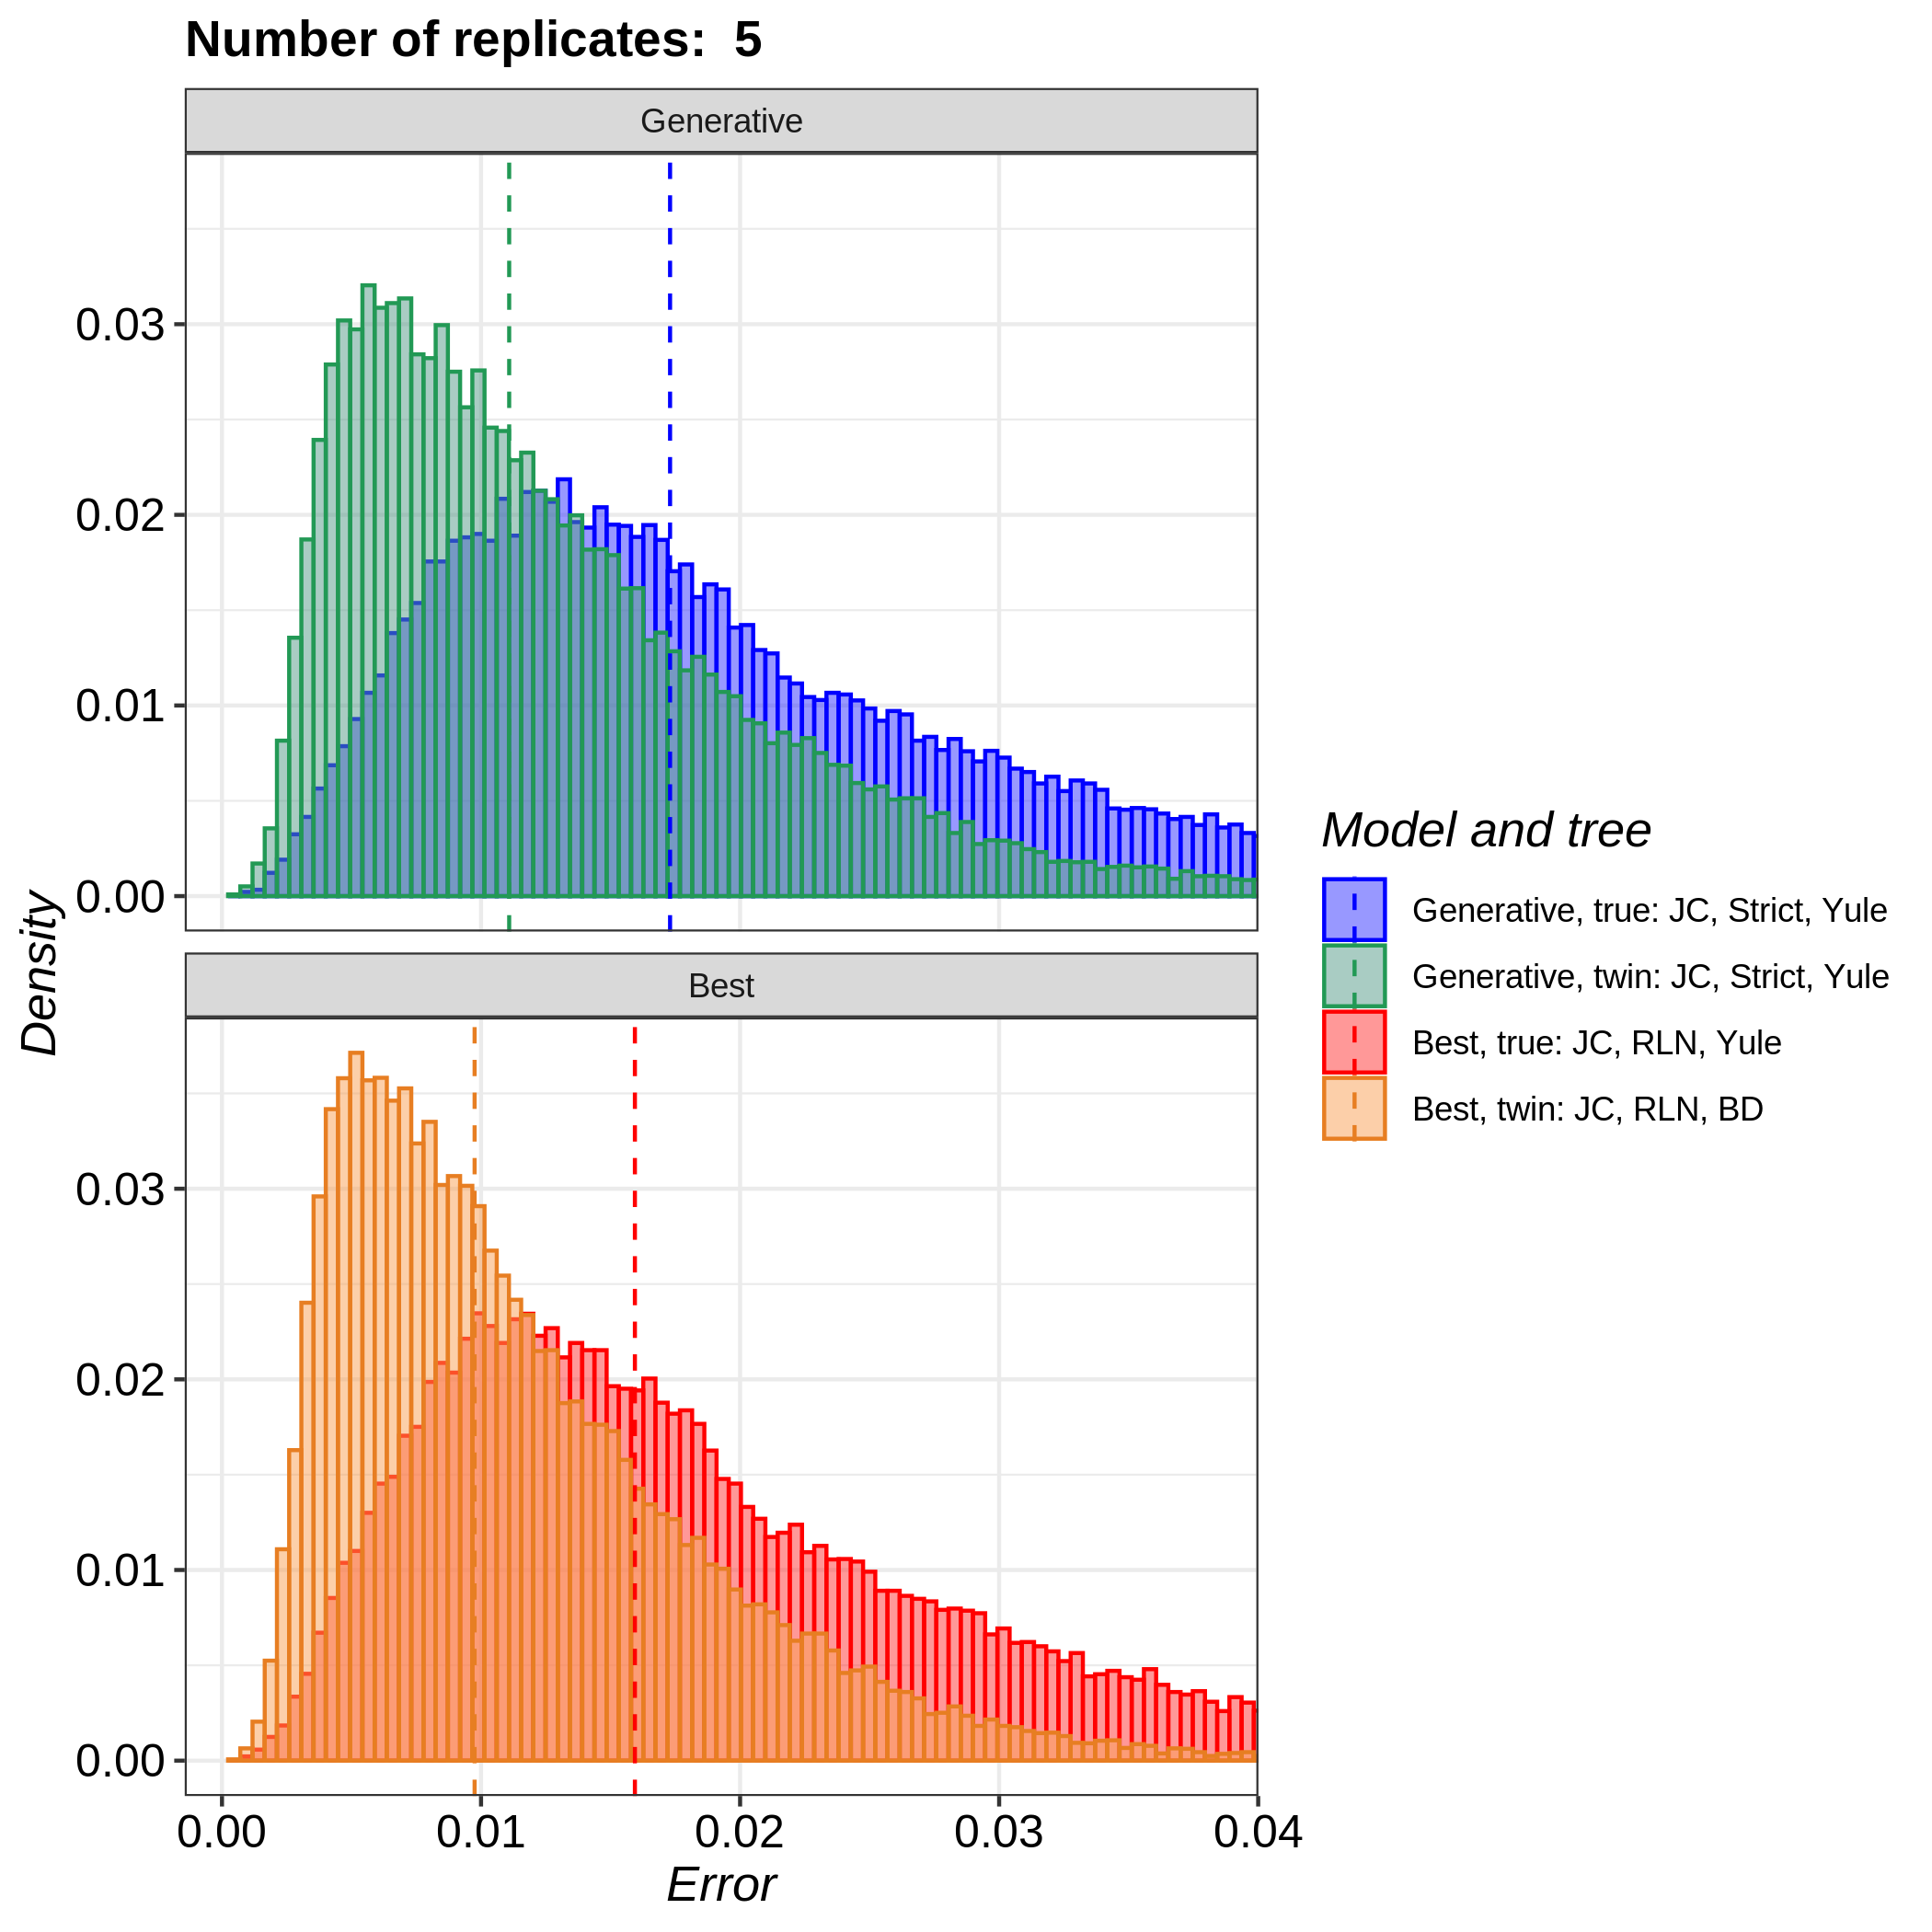 Number of replicates:  5
Generative
0.03
0.02
0.01
0.00
Density
Best
0.03
0.02
0.01
0.00
0.00 0.01 0.02 0.03 0.04
Error
Model and tree
Generative, true: JC, Strict, Yule
Generative, twin: JC, Strict, Yule
Best, true: JC, RLN, Yule
Best, twin: JC, RLN, BD